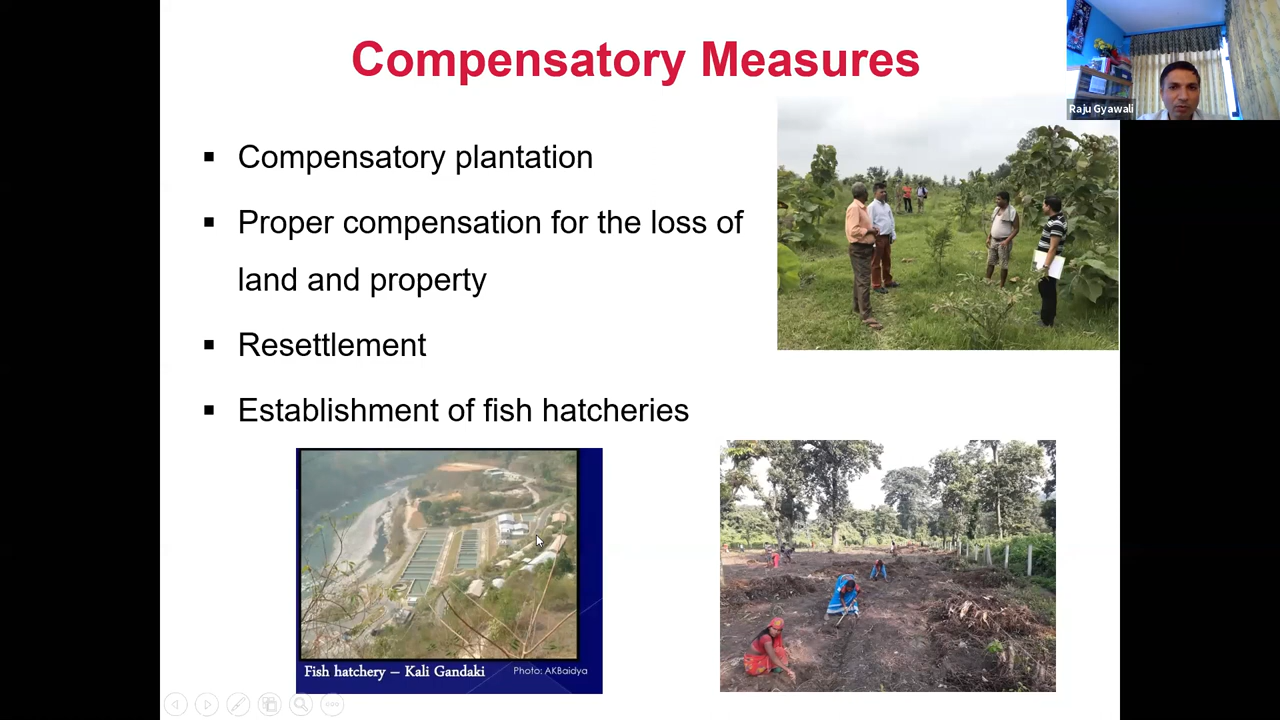 Compensatory Measures
Raju Gyawali
▪ Compensatory plantation
▪ Proper compensation for the loss of
land and property
▪ Resettlement
▪ Establishment of fish hatcheries
Fish hatchery – Kali Gandaki
Photo: AKBaidya